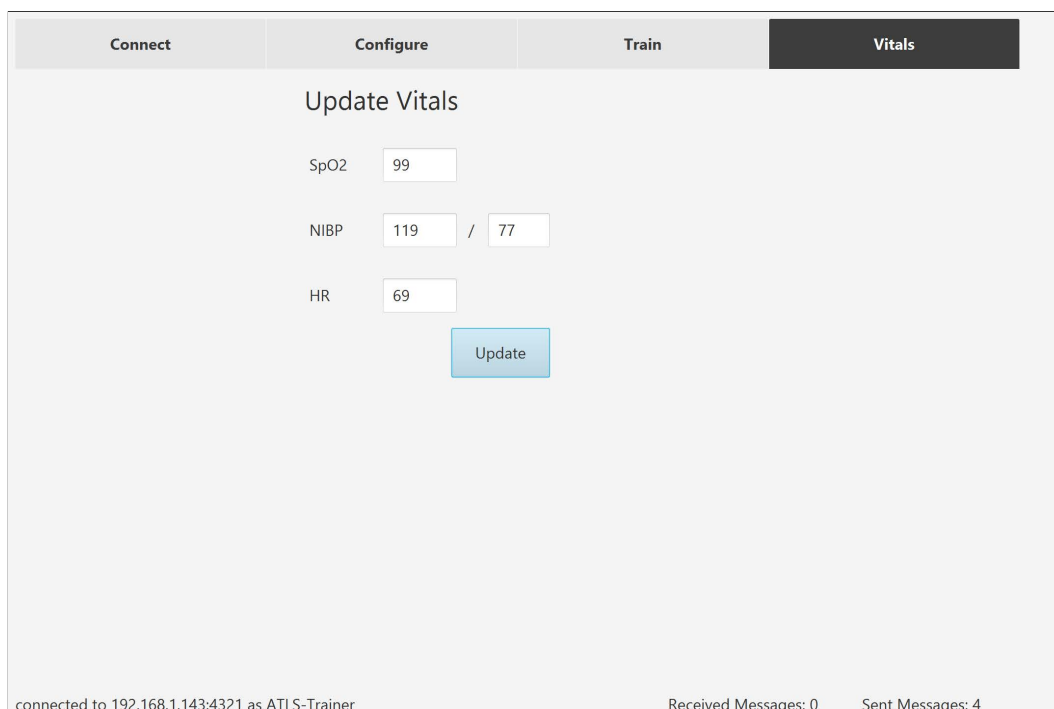 Connect Configure Train Vitals
Update Vitals
SpO2 99
NIBP 119 / 77
HR 69
Update
connected to 192.168.1.143:4321 as ATLS-Trainer Received Messages: 0 Sent Messages: 4